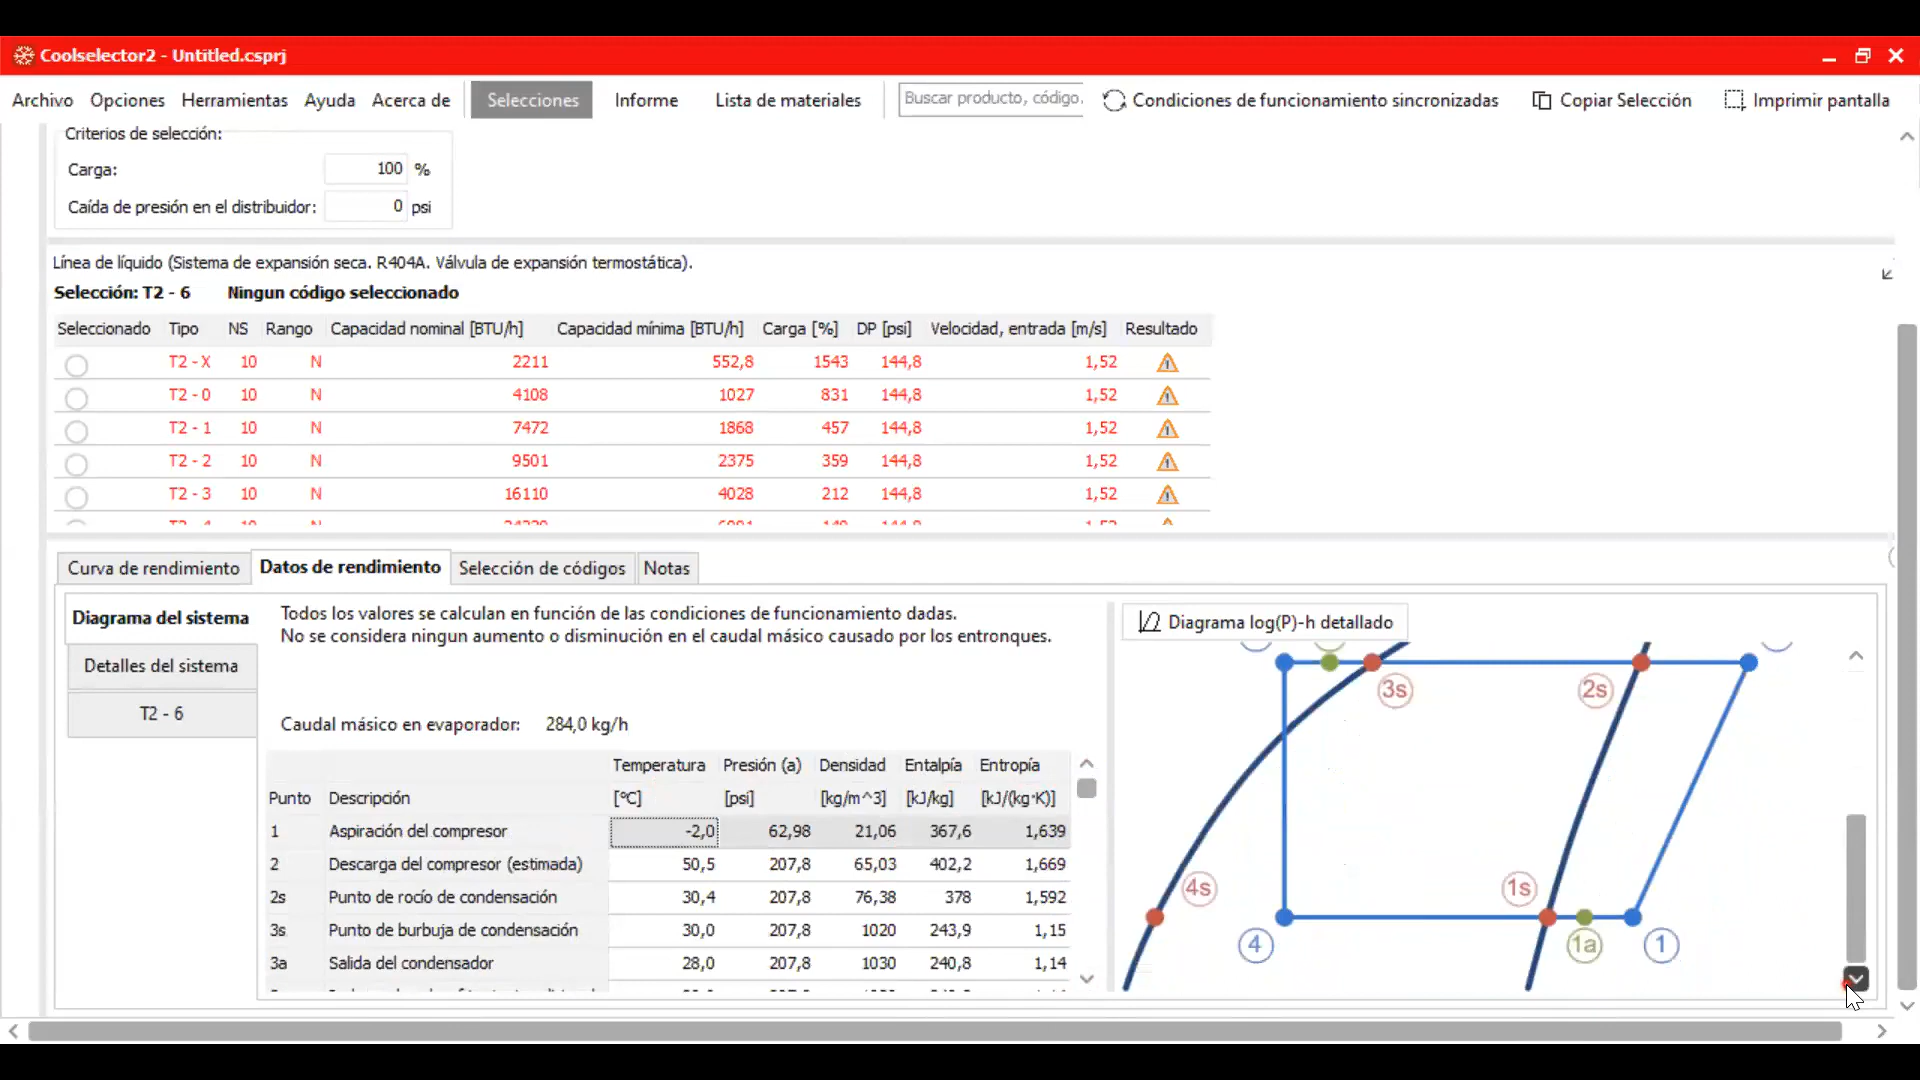 Coolselector2 - Untitled.csprj
Archivo Opciones Herramientas Ayuda Acerca de Selecciones Informe Lista de materiales Buscar producto, código. Condiciones de funcionamiento sincronizadas Copiar Selección Imprimir pantalla
Criterios de selección:
Carga: 100 %
Caída de presión en el distribuidor: 0 psi
Línea de líquido (Sistema de expansión seca. R404A. Válvula de expansión termostática).
Selección: T2 - 6 Ningun código seleccionado
Seleccionado Tipo NS Rango Capacidad nominal [BTU/h] Capacidad mínima [BTU/h] Carga [%] DP [psi] Velocidad, entrada [m/s] Resultado
T2 - X 10 N 2211 552,8 1543 144,8 1,52
T2 - 0 10 N 4108 1027 831 144,8 1,52
T2 - 1 10 N 7472 1868 457 144,8 1,52
T2 - 2 10 N 9501 2375 359 144,8 1,52
T2 - 3 10 N 16110 4028 212 144,8 1,52
Curva de rendimiento Datos de rendimiento Selección de códigos Notas
Diagrama del sistema
Detalles del sistema
T2 - 6
Todos los valores se calculan en función de las condiciones de funcionamiento dadas.
No se considera ningun aumento o disminución en el caudal másico causado por los entronques.
Caudal másico en evaporador: 284,0 kg/h
Temperatura Presión (a) Densidad Entalpía Entropía
Punto Descripción [°C] [psi] [kg/m^3] [kJ/kg] [kJ/(kg·K)]
1 Aspiración del compresor -2,0 62,98 21,06 367,6 1,639
2 Descarga del compresor (estimada) 50,5 207,8 65,03 402,2 1,669
2s Punto de rocío de condensación 30,4 207,8 76,38 378 1,592
3s Punto de burbuja de condensación 30,0 207,8 1020 243,9 1,15
3a Salida del condensador 28,0 207,8 1030 240,8 1,14
Diagrama log(P)-h detallado
3s 2s
4s 1s
4 1a 1